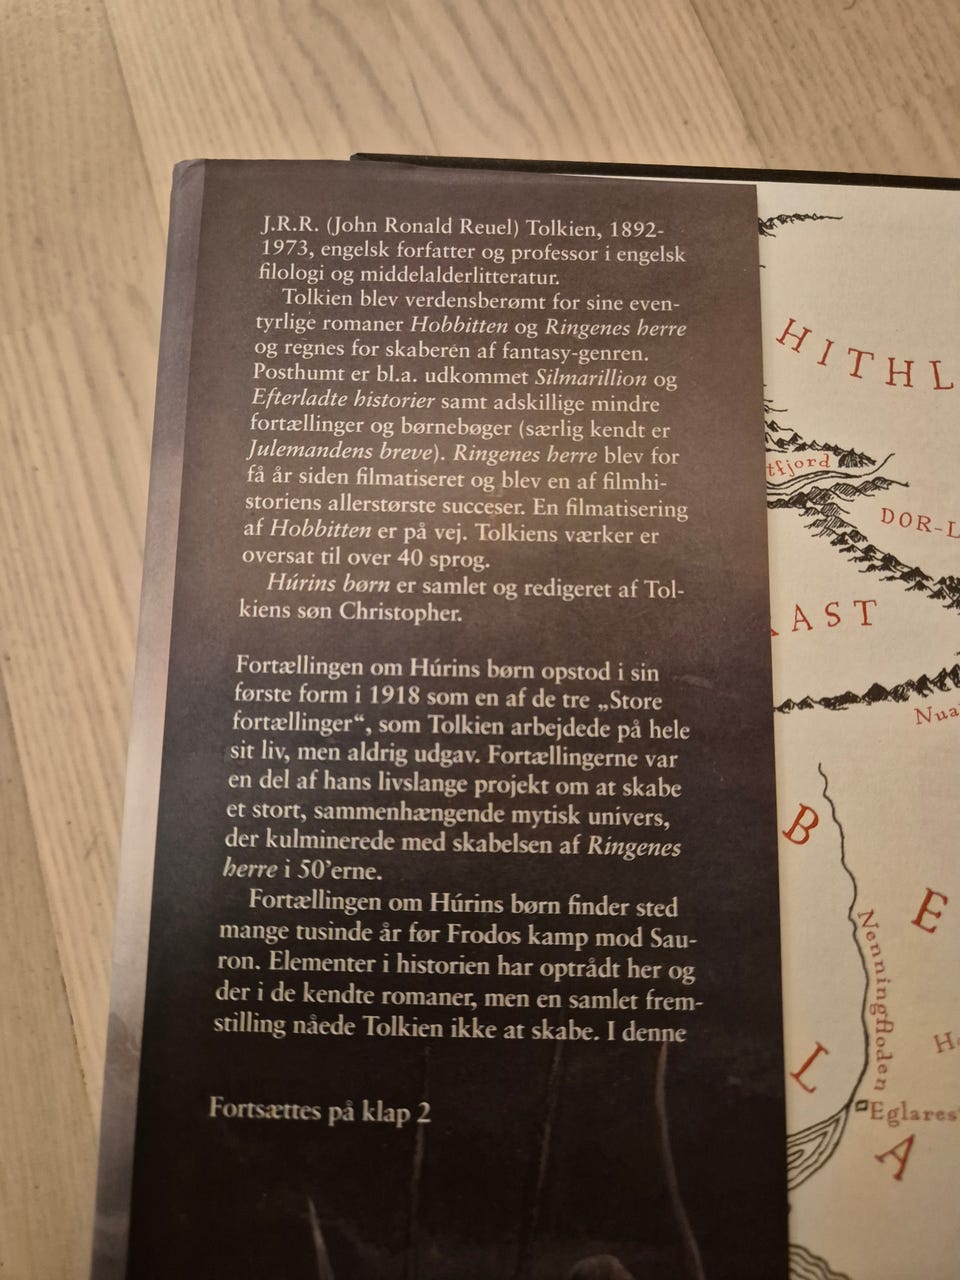 J.R.R. (John Ronald Reuel) Tolkien, 1892-
1973, engelsk forfatter og professor i engelsk
filologi og middelalderlitteratur.
Tolkien blev verdensberømt for sine even-
tyrlige romaner Hobbitten og Ringenes herre
og regnes for skaberen af fantasy-genren.
Posthumt er bl.a. udkommet Silmarillion og
Efterladte historier samt adskillige mindre
fortællinger og børnebøger (særlig kendt er
Julemandens breve). Ringenes herre blev for
få år siden filmatiseret og blev en af filmhi-
storiens allerstørste succeser. En filmatisering
af Hobbitten er på vej. Tolkiens værker er
oversat til over 40 sprog.
Húrins børn er samlet og redigeret af Tol-
kiens søn Christopher.
Fortællingen om Húrins børn opstod i sin
første form i 1918 som en af de tre „Store
fortællinger“, som Tolkien arbejdede på hele
sit liv, men aldrig udgav. Fortællingerne var
en del af hans livslange projekt om at skabe
et stort, sammenhængende mytisk univers,
der kulminerede med skabelsen af Ringenes
herre i 50’erne.
Fortællingen om Húrins børn finder sted
mange tusinde år før Frodos kamp mod Sau-
ron. Elementer i historien har optrådt her og
der i de kendte romaner, men en samlet frem-
stilling nåede Tolkien ikke at skabe. I denne
Fortsættes på klap 2
HITHL
tfjord
DOR-L
AAST
Nua
B
E
Nenningfloden
L
Eglares
A